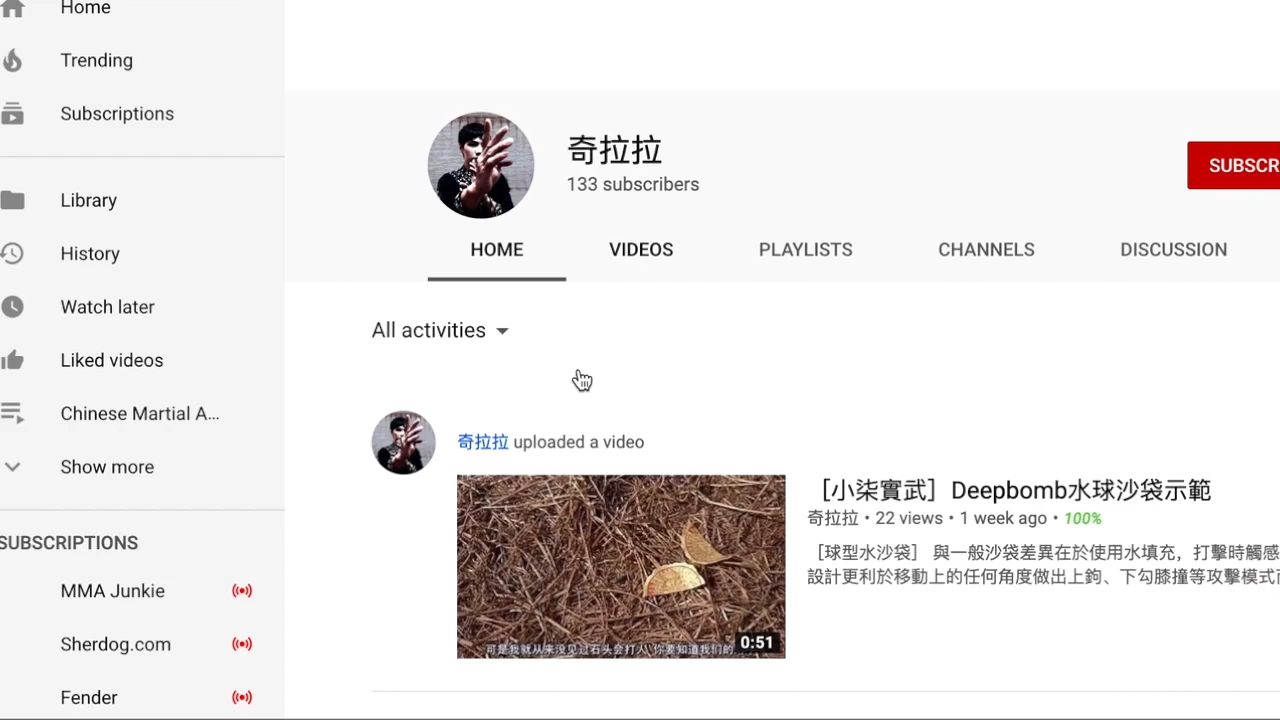 Home
Trending
Subscriptions
Library
History
Watch later
Liked videos
Chinese Martial A...
Show more
SUBSCRIPTIONS
MMA Junkie
Sherdog.com
Fender
奇拉拉
133 subscribers
SUBSCR
HOME VIDEOS PLAYLISTS CHANNELS DISCUSSION
All activities
奇拉拉 uploaded a video
可是我就从来没见过石头会打人 你要知道我们的
0:51
［小柒實武］Deepbomb水球沙袋示範
奇拉拉 • 22 views • 1 week ago • 100%
［球型水沙袋］ 與一般沙袋差異在於使用水填充，打擊時觸感
設計更利於移動上的任何角度做出上鉤、下勾膝撞等攻擊模式